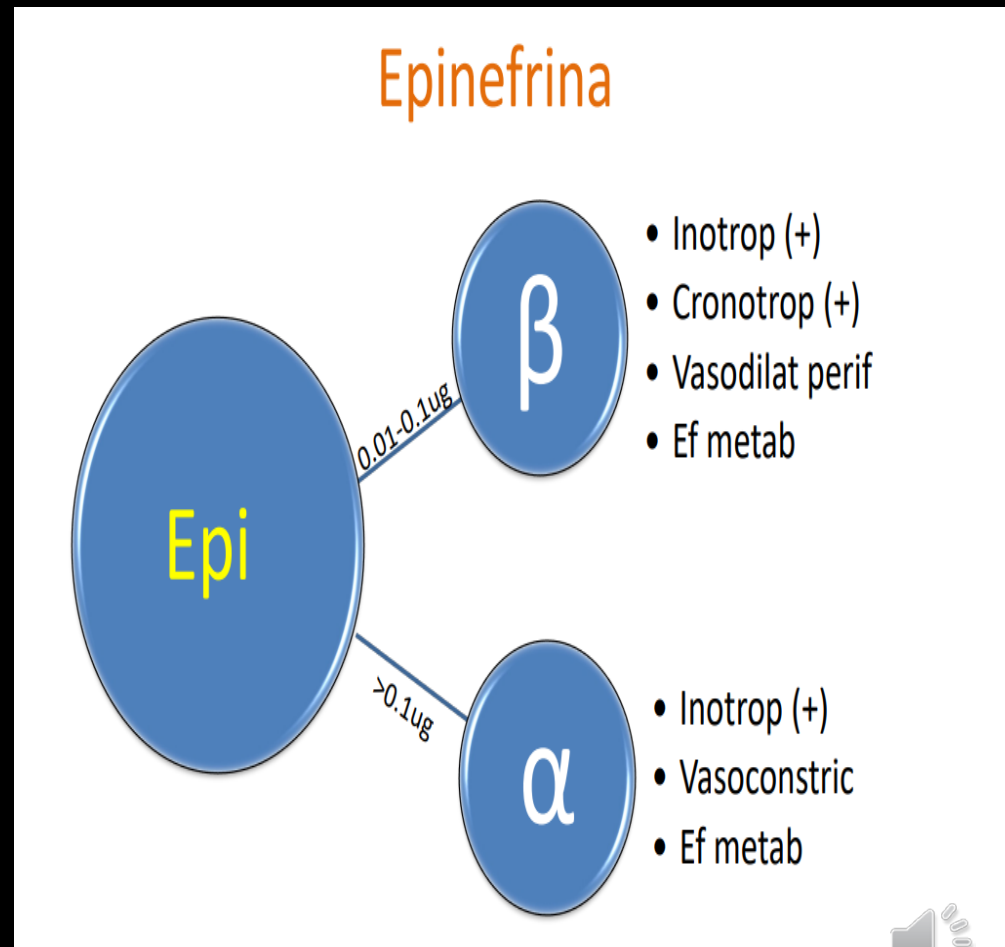 Epinefrina
Epi
0.01-0.1ug
β
• Inotrop (+)
• Cronotrop (+)
• Vasodilat perif
• Ef metab
>0.1ug
α
• Inotrop (+)
• Vasoconstric
• Ef metab